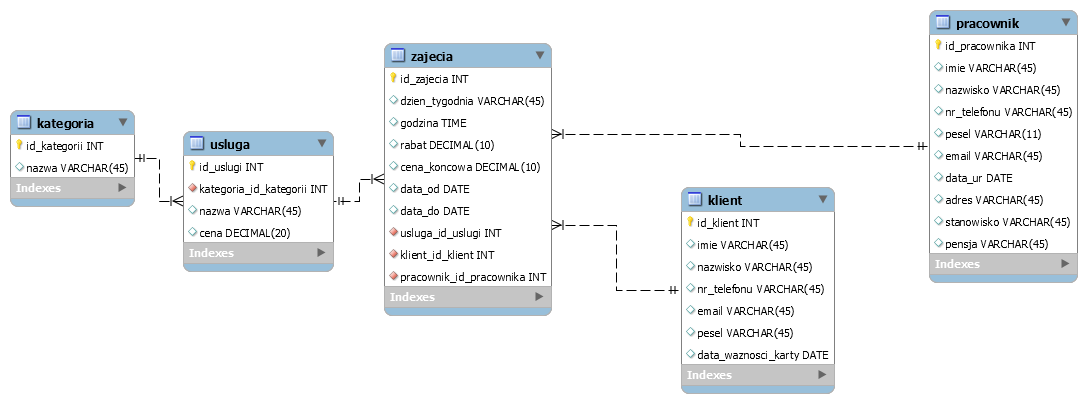 kategoria
id_kategorii INT
nazwa VARCHAR(45)
Indexes
usluga
id_uslugi INT
kategoria_id_kategorii INT
nazwa VARCHAR(45)
cena DECIMAL(20)
Indexes
zajecia
id_zajecia INT
dzien_tygodnia VARCHAR(45)
godzina TIME
rabat DECIMAL(10)
cena_koncowa DECIMAL(10)
data_od DATE
data_do DATE
usluga_id_uslugi INT
klient_id_klient INT
pracownik_id_pracownika INT
Indexes
klient
id_klient INT
imie VARCHAR(45)
nazwisko VARCHAR(45)
nr_telefonu VARCHAR(45)
email VARCHAR(45)
pesel VARCHAR(45)
data_waznosci_karty DATE
Indexes
pracownik
id_pracownika INT
imie VARCHAR(45)
nazwisko VARCHAR(45)
nr_telefonu VARCHAR(45)
pesel VARCHAR(11)
email VARCHAR(45)
data_ur DATE
adres VARCHAR(45)
stanowisko VARCHAR(45)
pensja VARCHAR(45)
Indexes